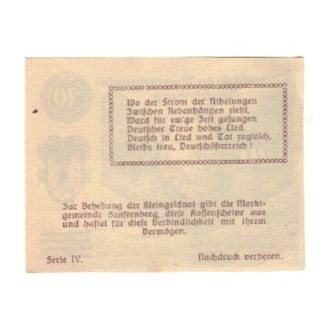 Wo der Strom der Nibelungen
Zwischen Rebenhängen zieht,
Ward für ew'ge Zeit gesungen
Deutscher Treue hohes Lied.
Deutsch in Lied und Tat zugleich,
Bleibe treu, Deutschösterreich!
Zur Behebung der Kleingeldnot gibt die Markt-
gemeinde Senftenberg, diese Kassenscheine aus
und haftet für diese Verbindlichkeit mit ihrem
Vermögen.
Serie IV.
Nachdruck verboten.